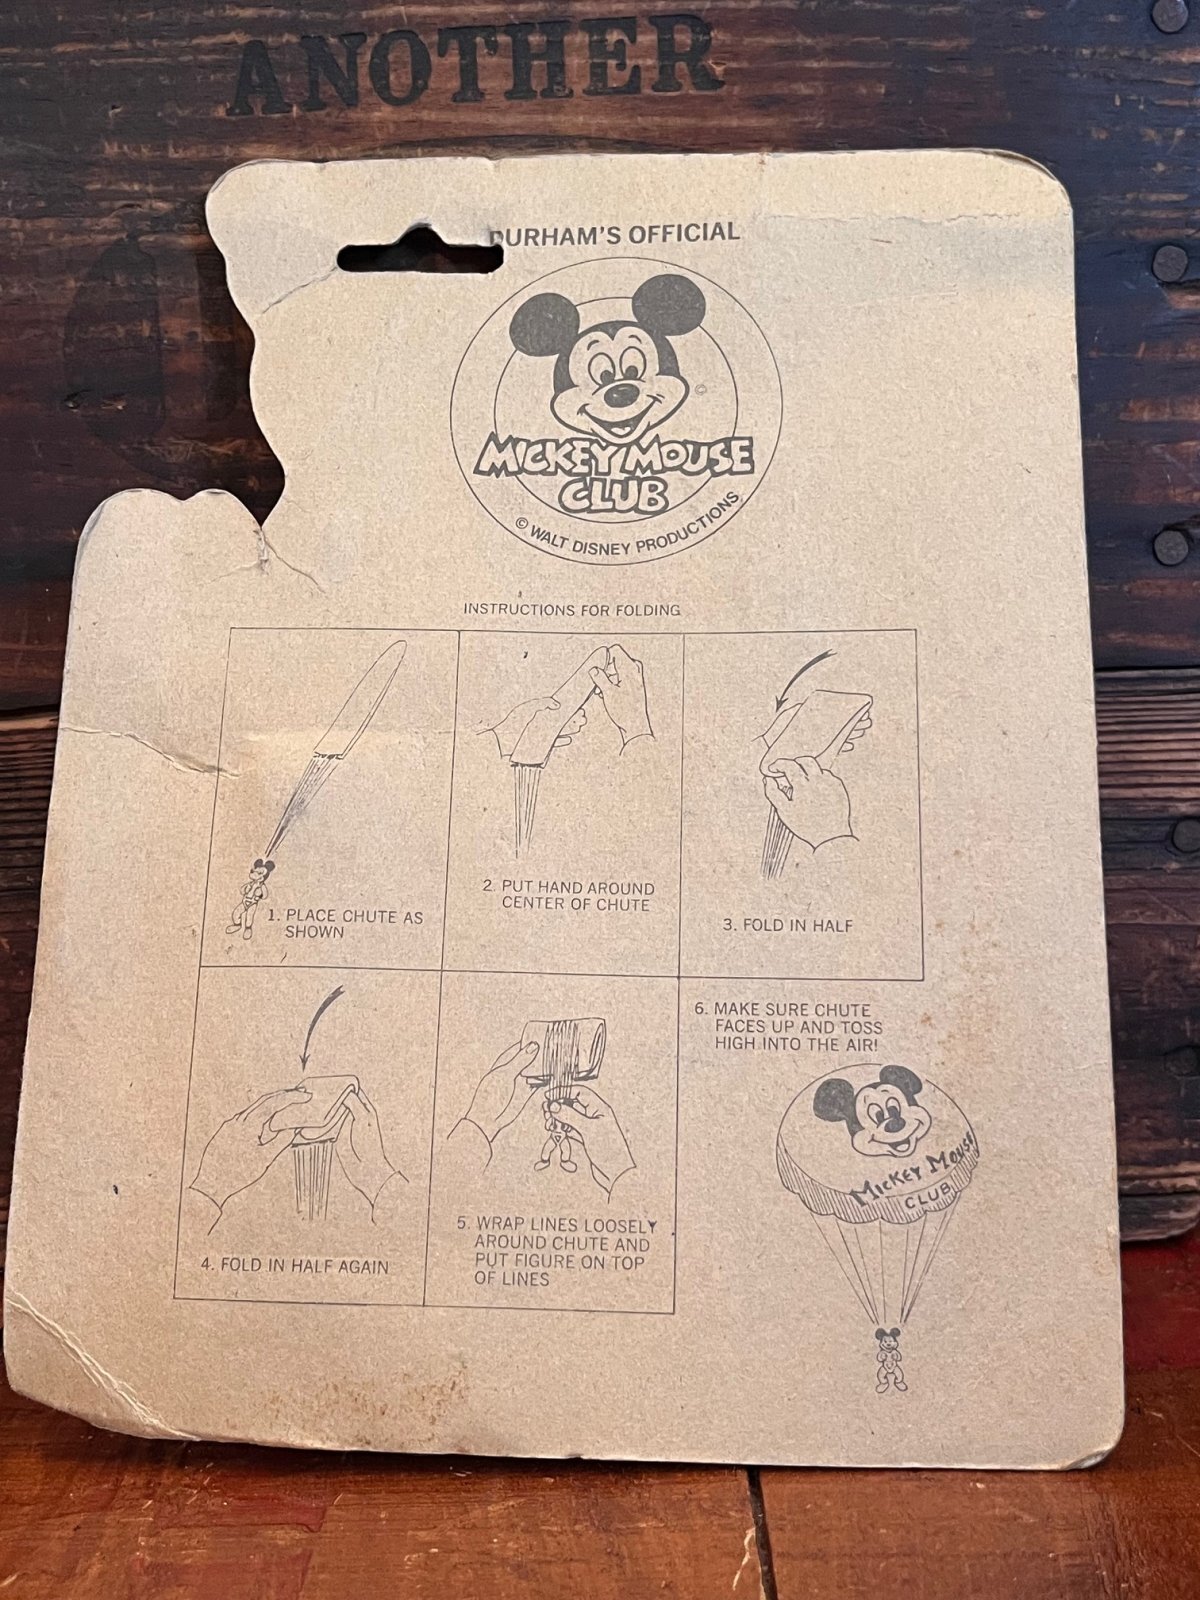 ANOTHER
DURHAM'S OFFICIAL
©
MICKEY MOUSE
CLUB
© WALT DISNEY PRODUCTIONS
INSTRUCTIONS FOR FOLDING
1. PLACE CHUTE AS
SHOWN
2. PUT HAND AROUND
CENTER OF CHUTE
3. FOLD IN HALF
4. FOLD IN HALF AGAIN
5. WRAP LINES LOOSELY
AROUND CHUTE AND
PUT FIGURE ON TOP
OF LINES
6. MAKE SURE CHUTE
FACES UP AND TOSS
HIGH INTO THE AIR!
MICKEY MOUSE
CLUB